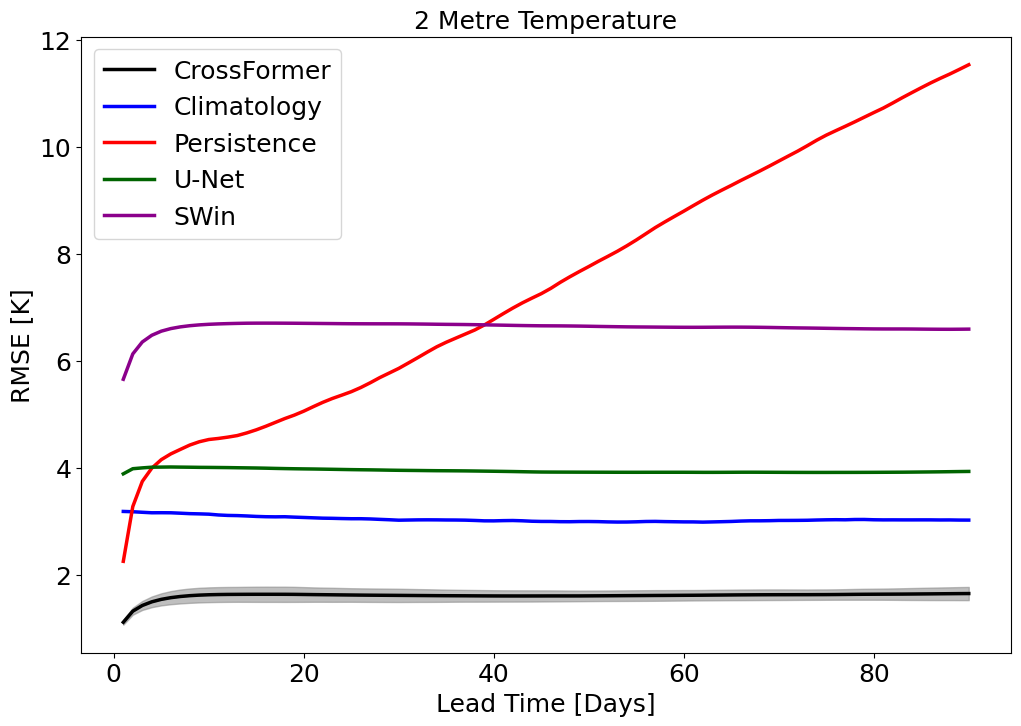 2 Metre Temperature
12
10
8
6
4
2
RMSE [K]
CrossFormer
Climatology
Persistence
U-Net
SWin
0 20 40 60 80
Lead Time [Days]